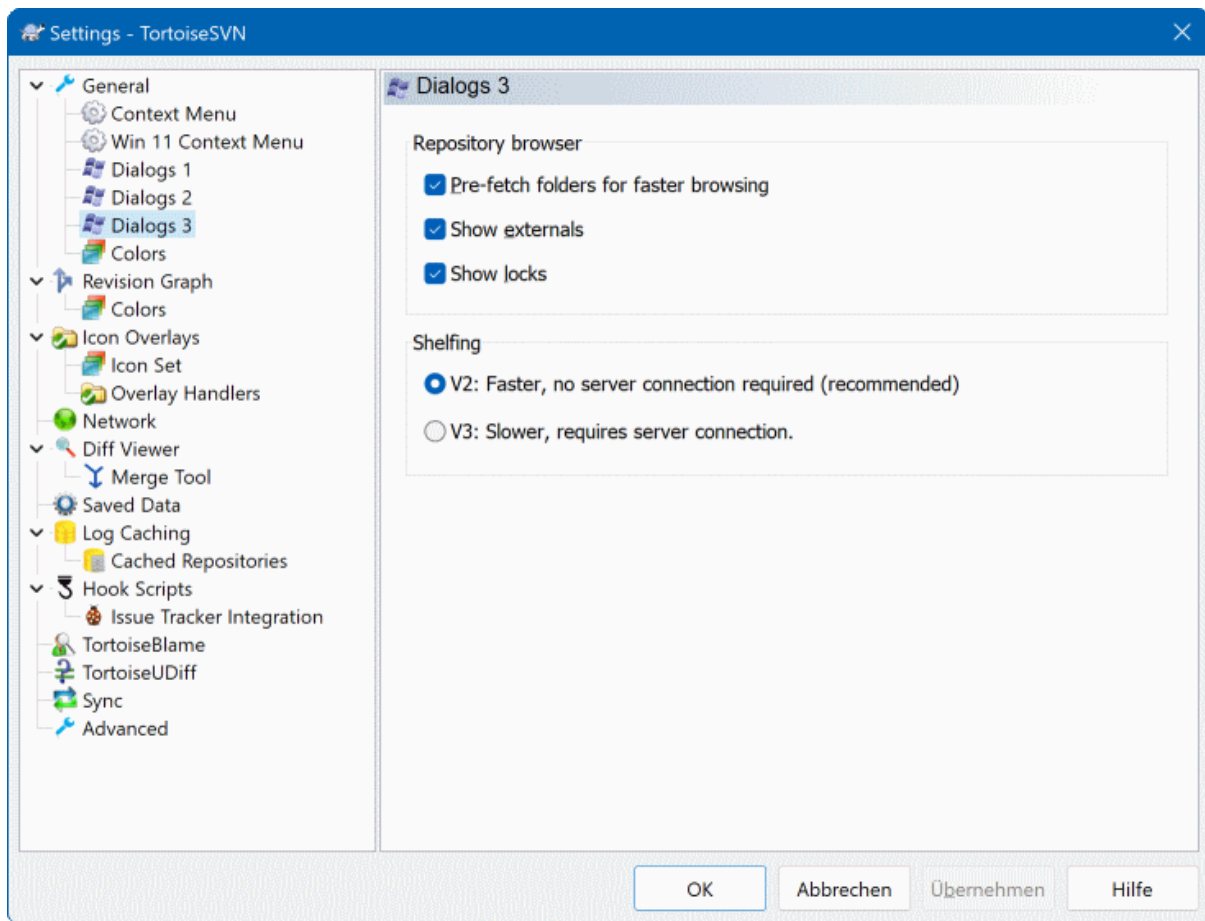 Settings - TortoiseSVN
General
Context Menu
Win 11 Context Menu
Dialogs 1
Dialogs 2
Dialogs 3
Colors
Revision Graph
Colors
Icon Overlays
Icon Set
Overlay Handlers
Network
Diff Viewer
Merge Tool
Saved Data
Log Caching
Cached Repositories
Hook Scripts
Issue Tracker Integration
TortoiseBlame
TortoiseUDiff
Sync
Advanced
Dialogs 3
Repository browser
Pre-fetch folders for faster browsing
Show externals
Show locks
Shelfing
V2: Faster, no server connection required (recommended)
V3: Slower, requires server connection.
OK
Abbrechen
Übernehmen
Hilfe